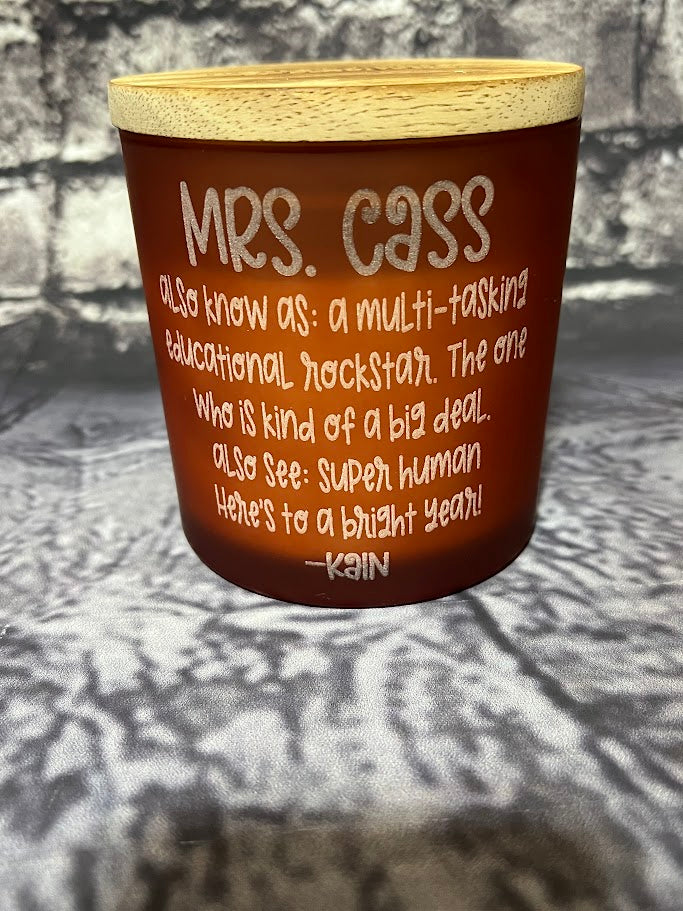 MRS. Cass
also know as: a multi-tasking
educational rockstar. The one
who is kind of a big deal.
also see: super human
Here's to a bright year!
—Kain